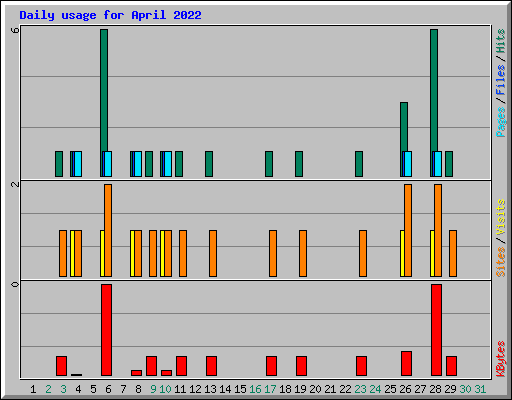 Daily usage for April 2022
6
Pages / Files / Hits
2
Sites / Visits
0
KBytes
1 2 3 4 5 6 7 8 9 10 11 12 13 14 15 16 17 18 19 20 21 22 23 24 25 26 27 28 29 30 31